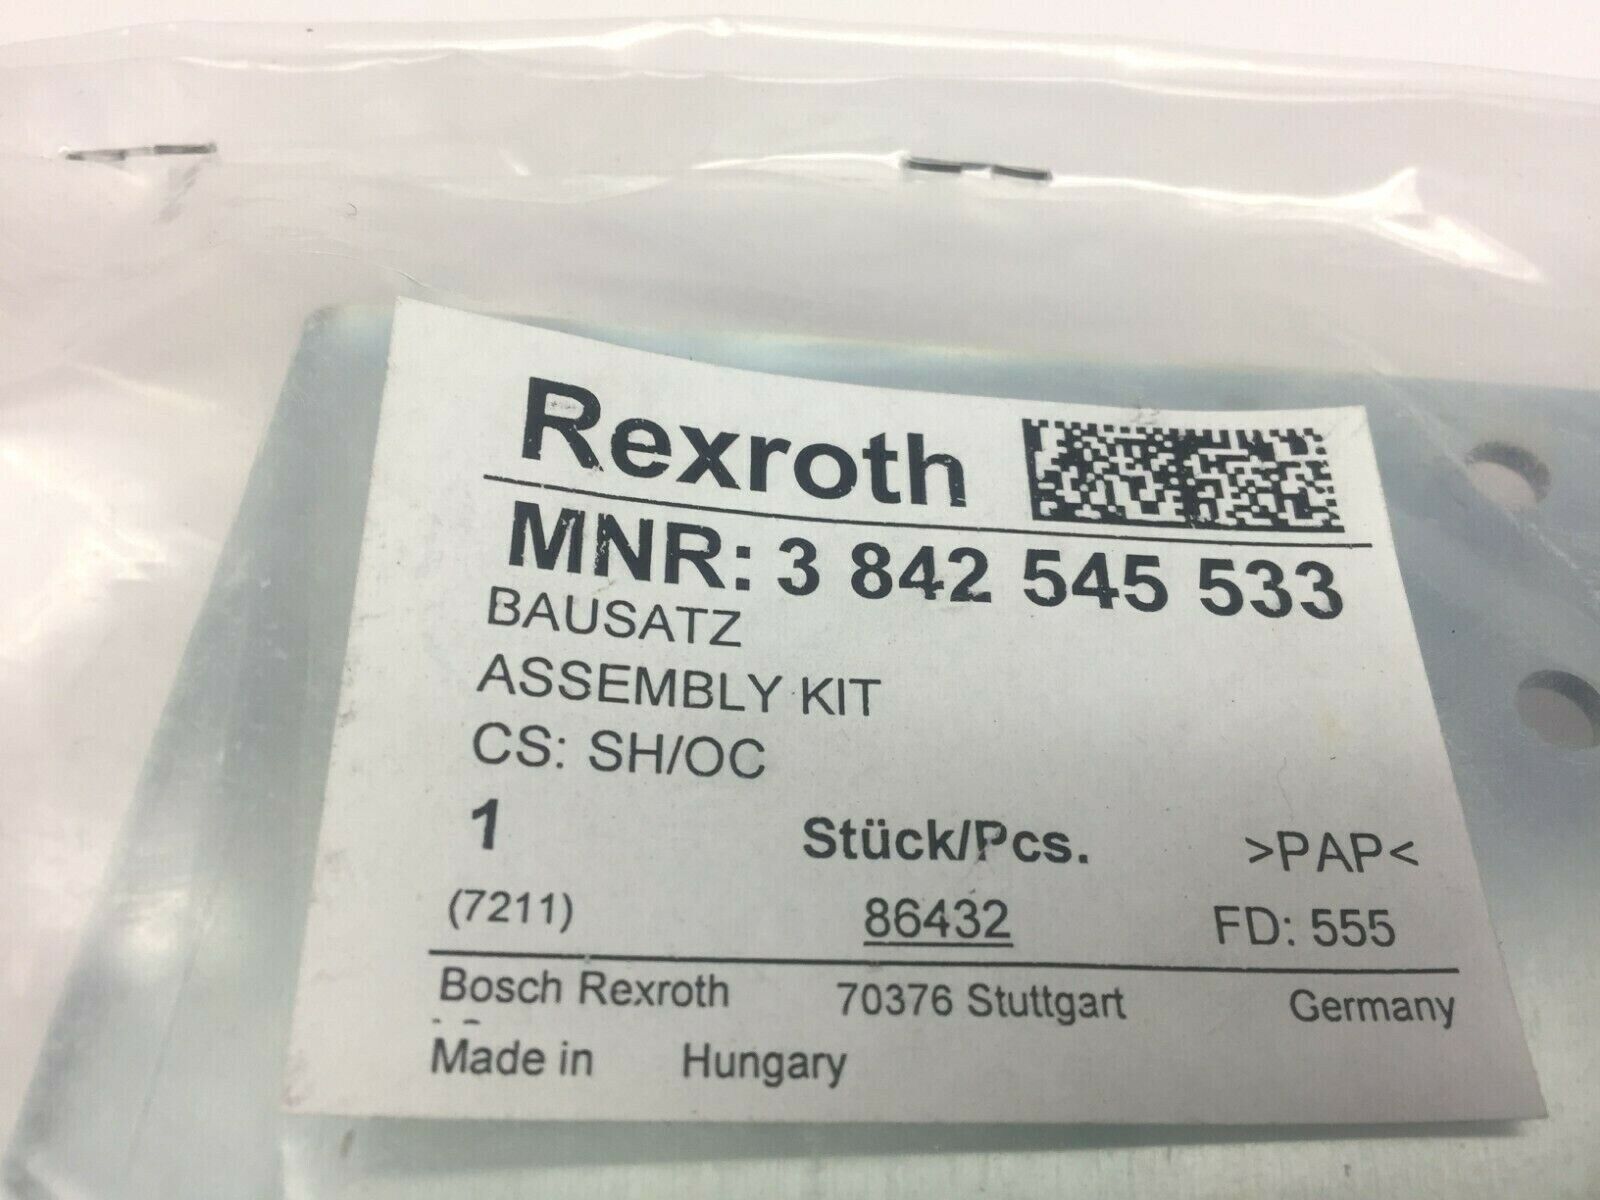 Rexroth
MNR: 3 842 545 533
BAUSATZ
ASSEMBLY KIT
CS: SH/OC
1 Stück/Pcs. >PAP<
(7211) 86432 FD: 555
Bosch Rexroth 70376 Stuttgart Germany
Made in Hungary